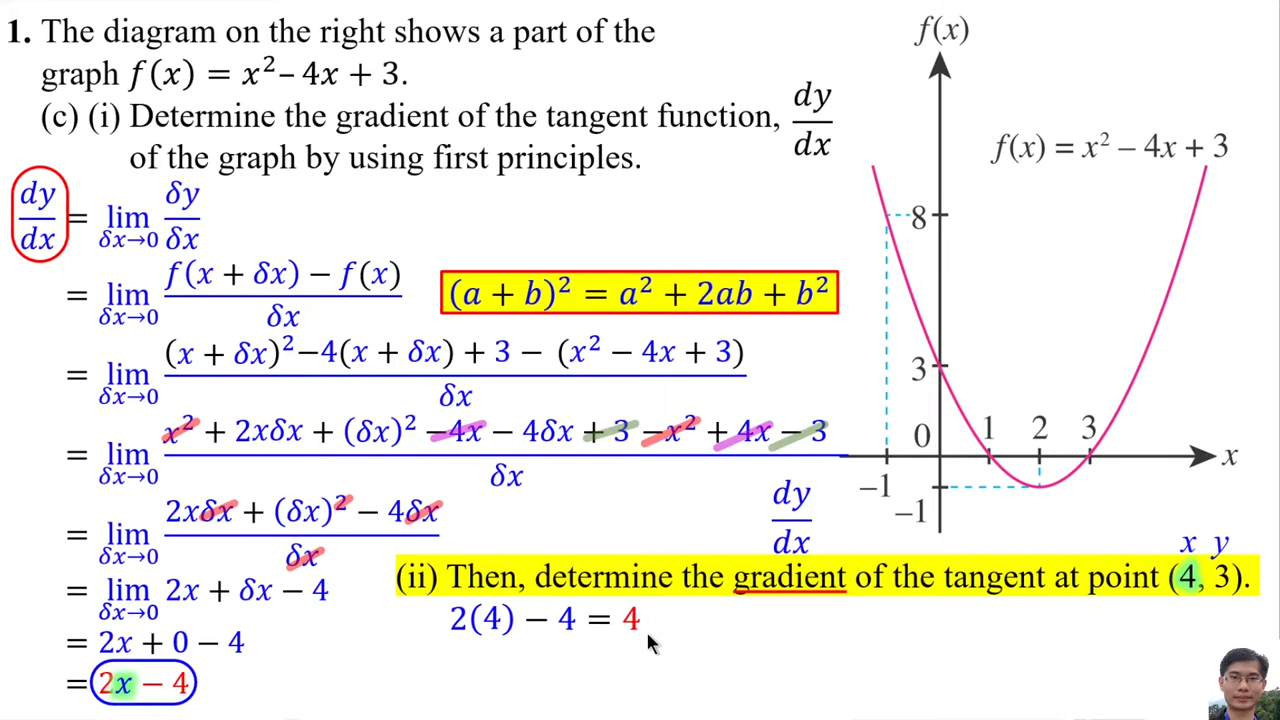 1. The diagram on the right shows a part of the
graph f(x) = x² – 4x + 3.
(c) (i) Determine the gradient of the tangent function, dy/dx
of the graph by using first principles.
dy/dx = lim δx→0 δy/δx
= lim δx→0 (f(x + δx) − f(x))/δx
(a + b)² = a² + 2ab + b²
= lim δx→0 ((x + δx)² −4(x + δx) + 3 − (x² − 4x + 3))/δx
= lim δx→0 (x² + 2xδx + (δx)² − 4x − 4δx + 3 − x² + 4x − 3)/δx
= lim δx→0 (2xδx + (δx)² − 4δx)/δx
= lim δx→0 2x + δx − 4
= 2x + 0 − 4
= 2x − 4
dy/dx
x y
(ii) Then, determine the gradient of the tangent at point (4, 3).
2(4) − 4 = 4
f(x)
f(x) = x² – 4x + 3
8
3
0 1 2 3 x
–1
–1